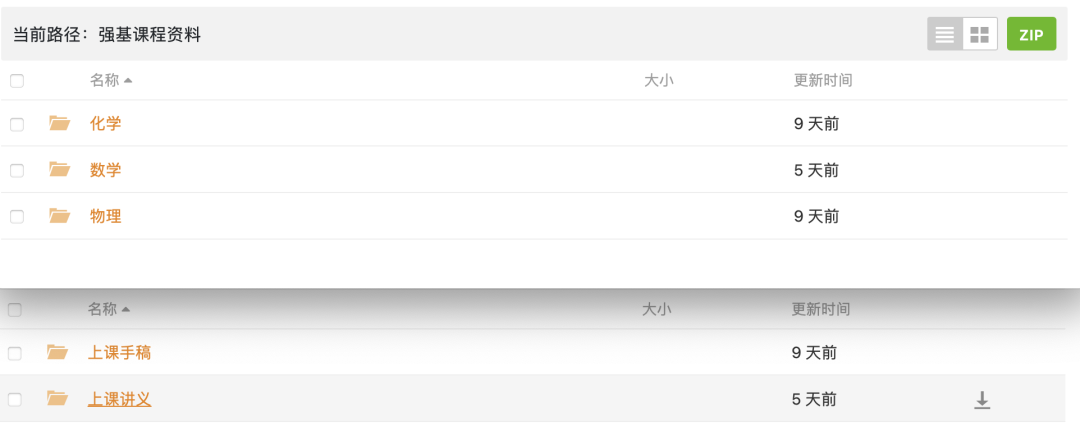 当前路径：强基课程资料 ZIP
名称 大小 更新时间
化学 9 天前
数学 5 天前
物理 9 天前
名称 大小 更新时间
上课手稿 9 天前
上课讲义 5 天前